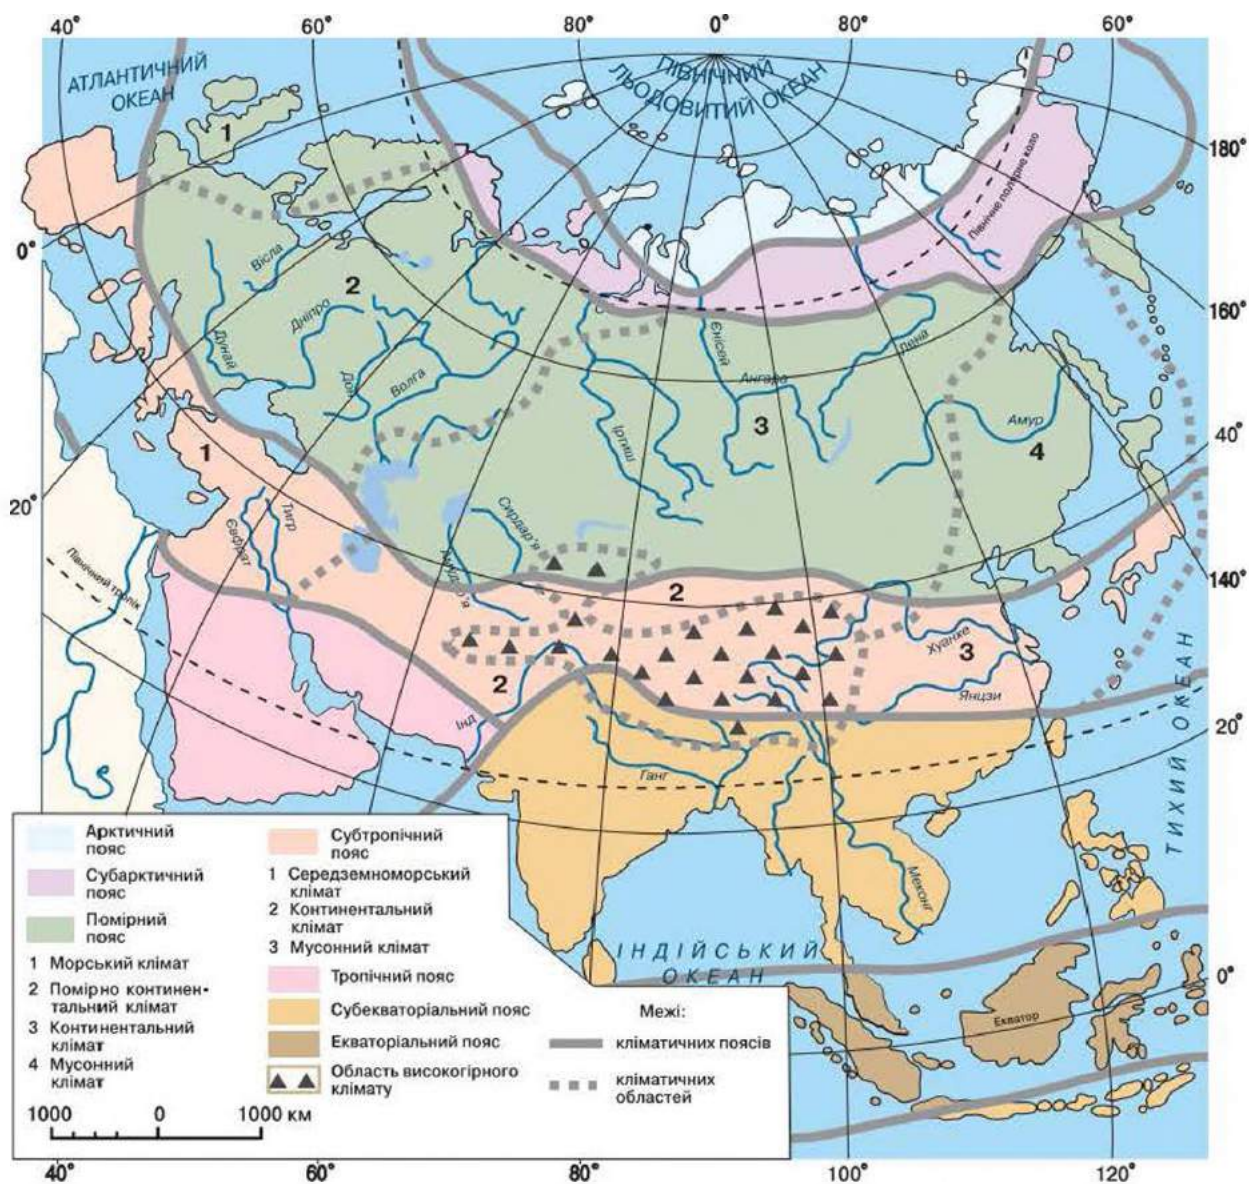 40°
60°
80°
0°
80°
60°
АТЛАНТИЧНИЙ
ОКЕАН
ПІВНІЧНИЙ
ЛЬОДОВИТИЙ ОКЕАН
1
180°
Північне полярне коло
0°
Вісла
2
Дніпро
160°
Дунай
Дон
Волга
Єнісей
Ангара
Лена
Іртиш
3
Амур
4
40°
1
20°
Тигр
Євфрат
Сирдар'я
Амудар'я
Північний тропік
2
140°
Хуанхе
3
2
Янцзи
Інд
20°
Ганг
ТИХИЙ ОКЕАН
Меконг
ІНДІЙСЬКИЙ
ОКЕАН
0°
Екватор
Арктичний
пояс
Субарктичний
пояс
Помірний
пояс
1 Морський клімат
2 Помірно континен-
тальний клімат
3 Континентальний
клімат
4 Мусонний
клімат
1000 0 1000 км
Субтропічний
пояс
1 Середземноморський
клімат
2 Континентальний
клімат
3 Мусонний клімат
Тропічний пояс
Субекваторіальний пояс
Екваторіальний пояс
Область високогірного
клімату
Межі:
кліматичних поясів
кліматичних
областей
40°
60°
80°
100°
120°